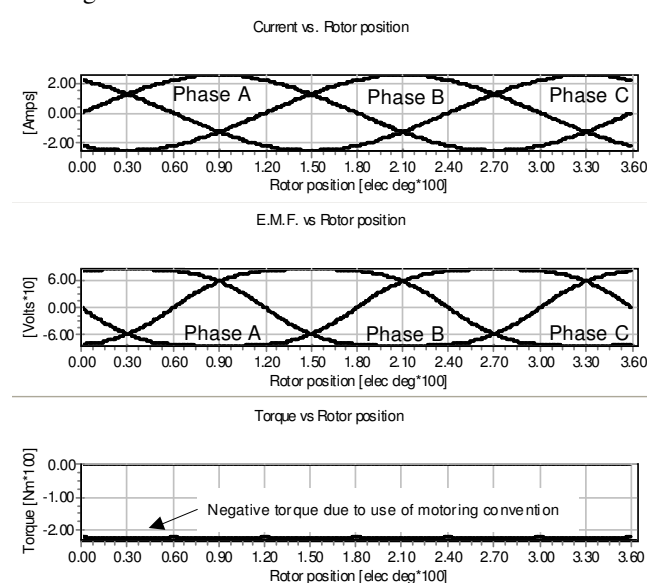 Current vs. Rotor position
[Amps]
2.00
0.00
-2.00
Phase A
Phase B
Phase C
0.00 0.30 0.60 0.90 1.20 1.50 1.80 2.10 2.40 2.70 3.00 3.30 3.60
Rotor position [elec deg*100]
E.M.F. vs Rotor position
[Volts*10]
6.00
0.00
-6.00
Phase A
Phase B
Phase C
0.00 0.30 0.60 0.90 1.20 1.50 1.80 2.10 2.40 2.70 3.00 3.30 3.60
Rotor position [elec deg*100]
Torque vs Rotor position
Torque [Nm*100]
0.00
-1.00
-2.00
Negative torque due to use of motoring convention
0.00 0.30 0.60 0.90 1.20 1.50 1.80 2.10 2.40 2.70 3.00 3.30 3.60
Rotor position [elec deg*100]